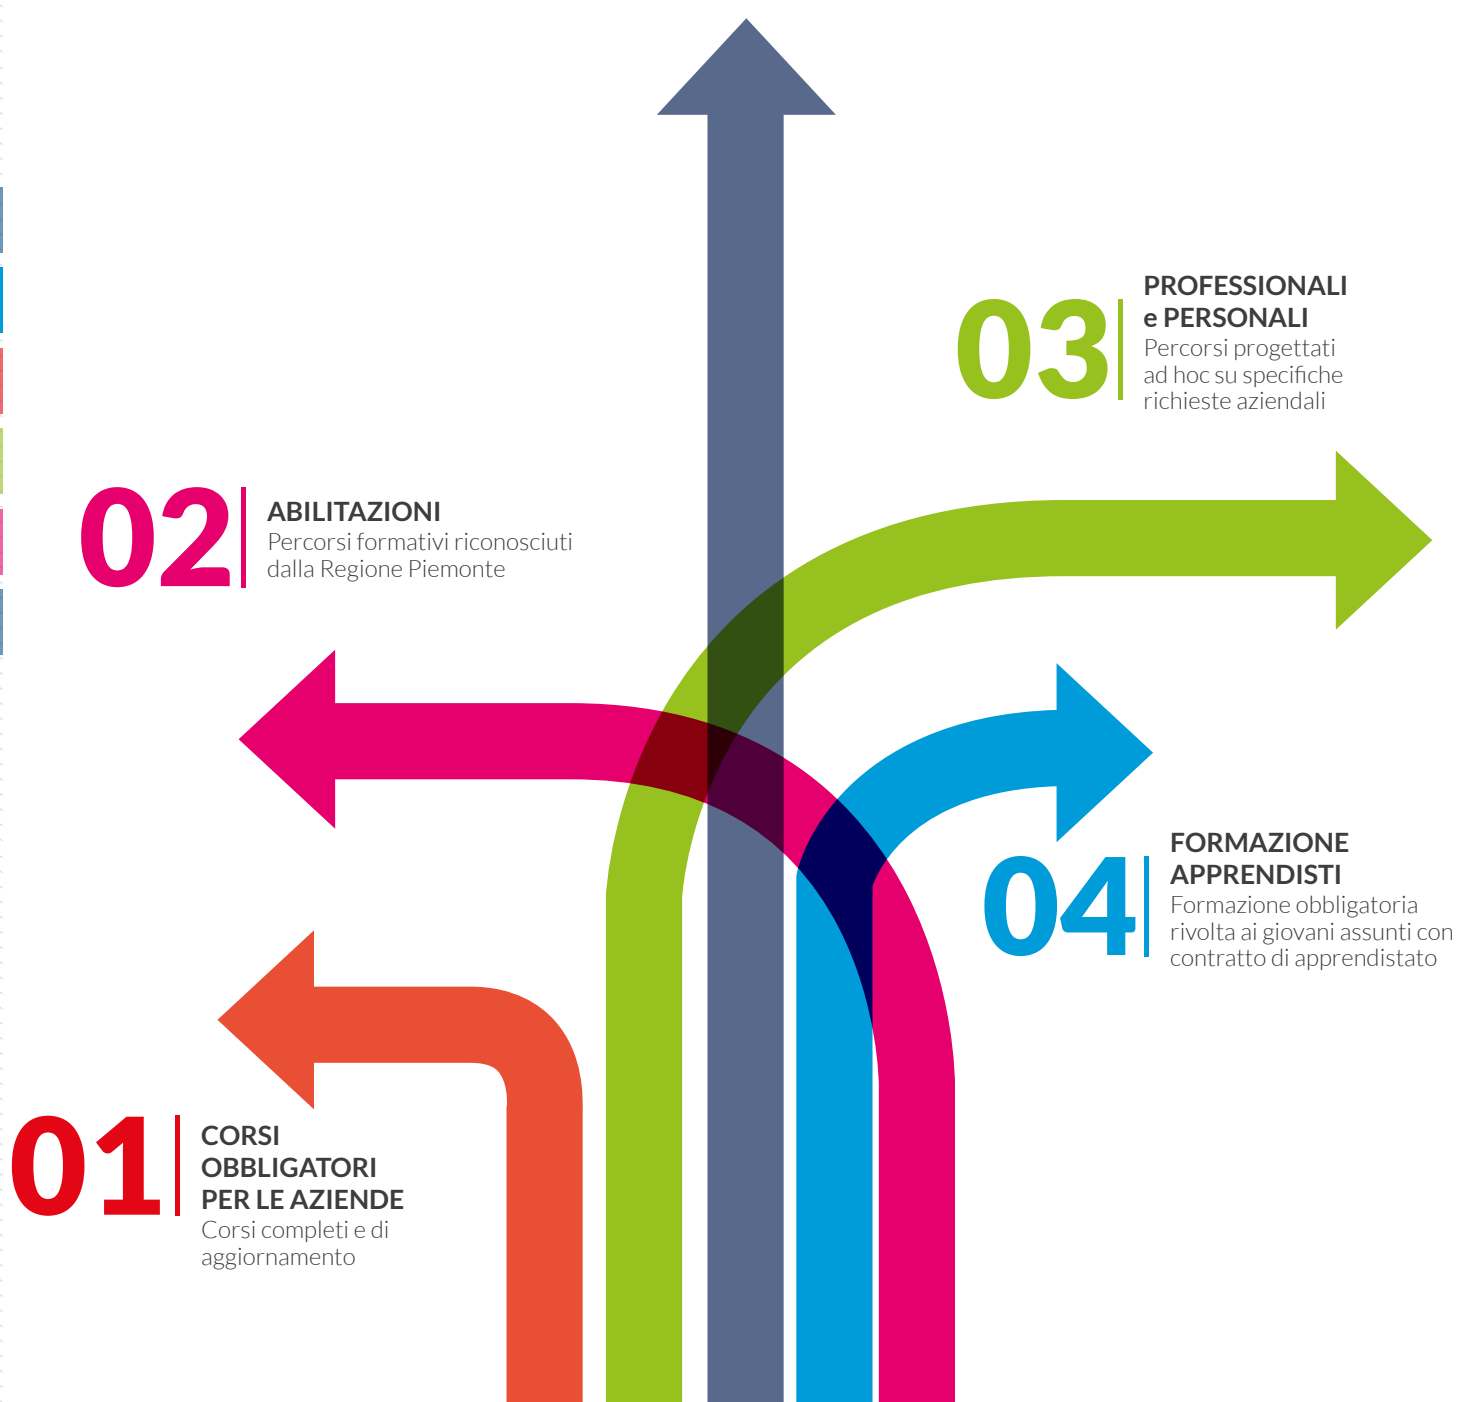 03
PROFESSIONALI
e PERSONALI
Percorsi progettati
ad hoc su specifiche
richieste aziendali
02
ABILITAZIONI
Percorsi formativi riconosciuti
dalla Regione Piemonte
04
FORMAZIONE
APPRENDISTI
Formazione obbligatoria
rivolta ai giovani assunti con
contratto di apprendistato
01
CORSI
OBBLIGATORI
PER LE AZIENDE
Corsi completi e di
aggiornamento